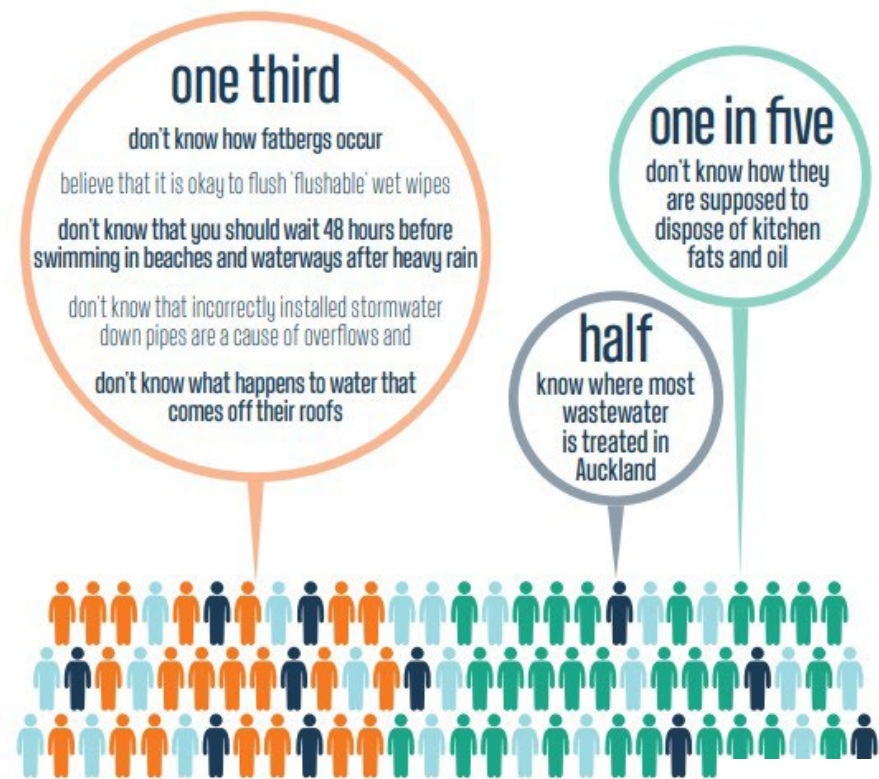 one third
don't know how fatbergs occur
believe that it is okay to flush 'flushable' wet wipes
don't know that you should wait 48 hours before
swimming in beaches and waterways after heavy rain
don't know that incorrectly installed stormwater
down pipes are a cause of overflows and
don't know what happens to water that
comes off their roofs
one in five
don't know how they
are supposed to
dispose of kitchen
fats and oil
half
know where most
wastewater
is treated in
Auckland